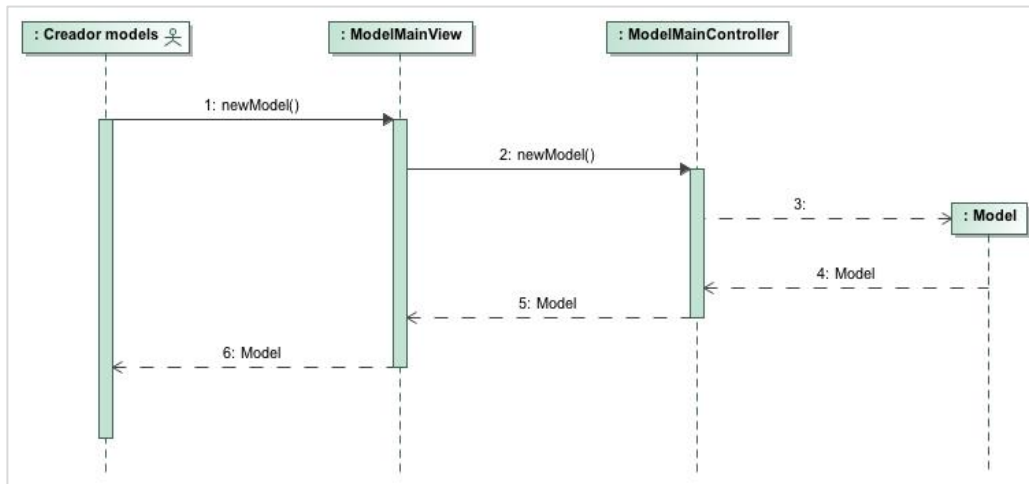 : Creador models
: ModelMainView
: ModelMainController
1: newModel()
2: newModel()
3:
: Model
4: Model
5: Model
6: Model